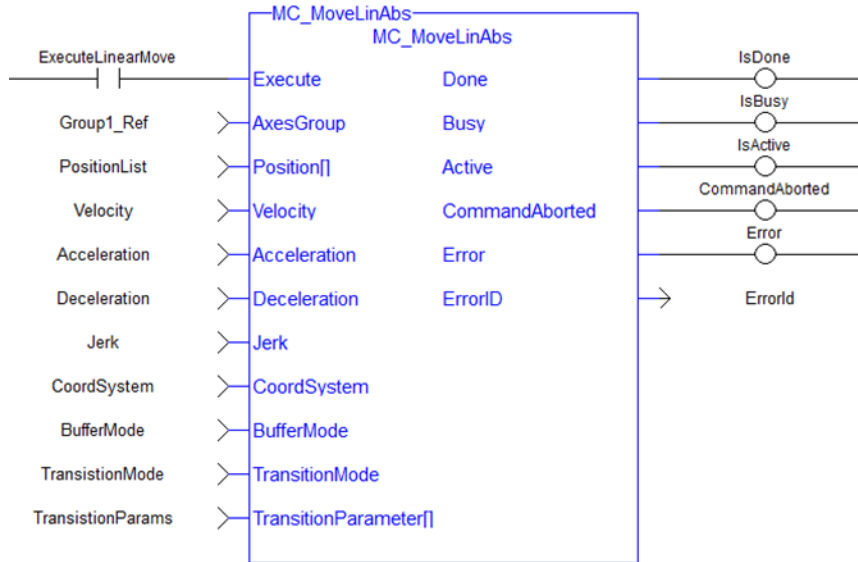 MC_MoveLinAbs
MC_MoveLinAbs
ExecuteLinearMove Execute Done IsDone
Group1_Ref AxesGroup Busy IsBusy
PositionList Position[] Active IsActive
Velocity Velocity CommandAborted CommandAborted
Acceleration Acceleration Error Error
Deceleration Deceleration ErrorID ErrorId
Jerk Jerk
CoordSystem CoordSystem
BufferMode BufferMode
TransistionMode TransitionMode
TransistionParams TransitionParameter[]